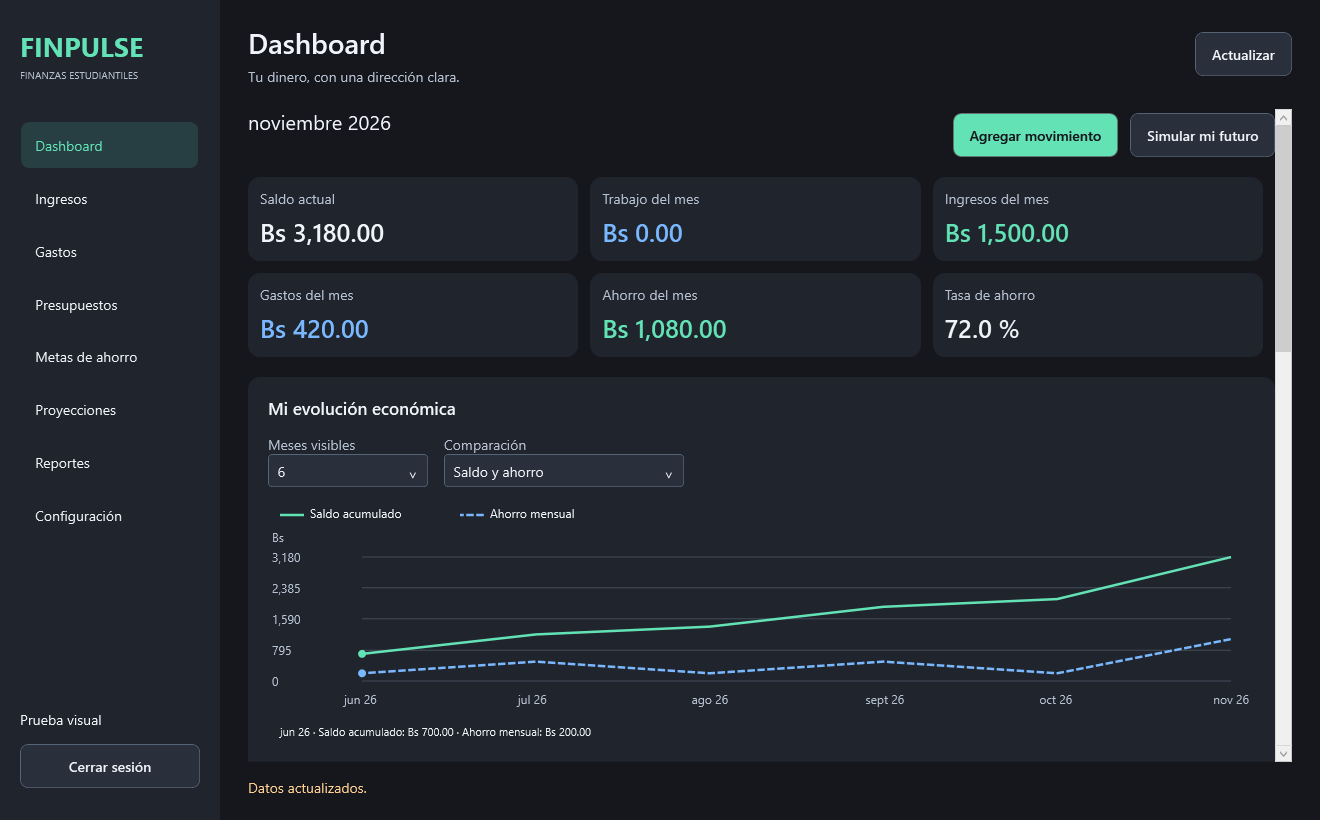 FINPULSE
FINANZAS ESTUDIANTILES
Dashboard
Ingresos
Gastos
Presupuestos
Metas de ahorro
Proyecciones
Reportes
Configuración
Prueba visual
Cerrar sesión
Dashboard
Tu dinero, con una dirección clara.
Actualizar
noviembre 2026
Agregar movimiento
Simular mi futuro
Saldo actual
Bs 3,180.00
Trabajo del mes
Bs 0.00
Ingresos del mes
Bs 1,500.00
Gastos del mes
Bs 420.00
Ahorro del mes
Bs 1,080.00
Tasa de ahorro
72.0 %
Mi evolución económica
Meses visibles
6
Comparación
Saldo y ahorro
Saldo acumulado
Ahorro mensual
Bs
3,180
2,385
1,590
795
0
jun 26
jul 26
ago 26
sept 26
oct 26
nov 26
jun 26 · Saldo acumulado: Bs 700.00 · Ahorro mensual: Bs 200.00
Datos actualizados.